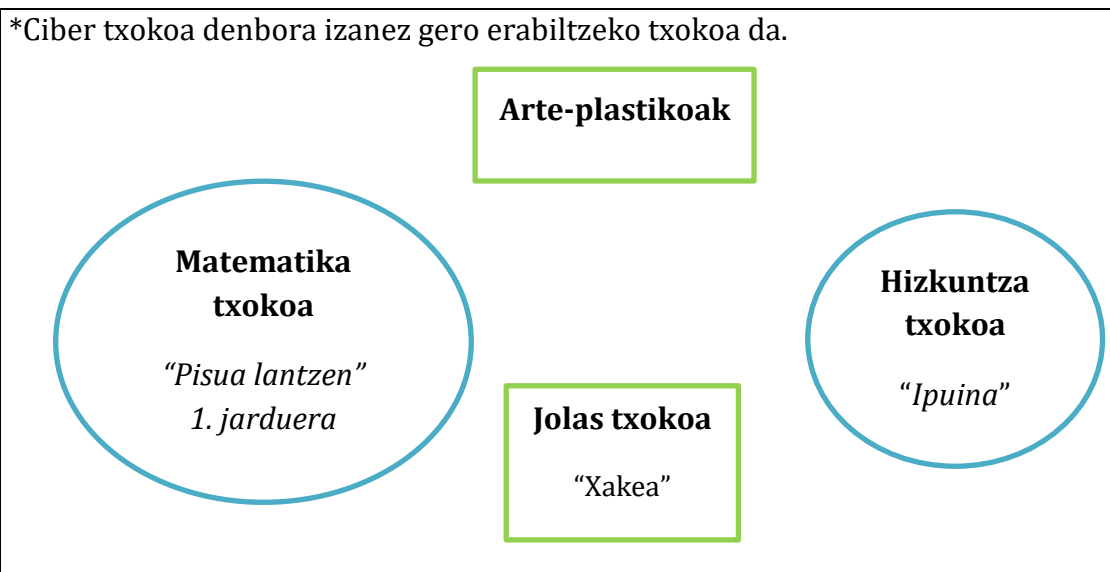 *Ciber txokoa denbora izanez gero erabiltzeko txokoa da.
Arte-plastikoak
Matematika
txokoa
“Pisua lantzen”
1. jarduera
Hizkuntza
txokoa
“Ipuina”
Jolas txokoa
“Xakea”